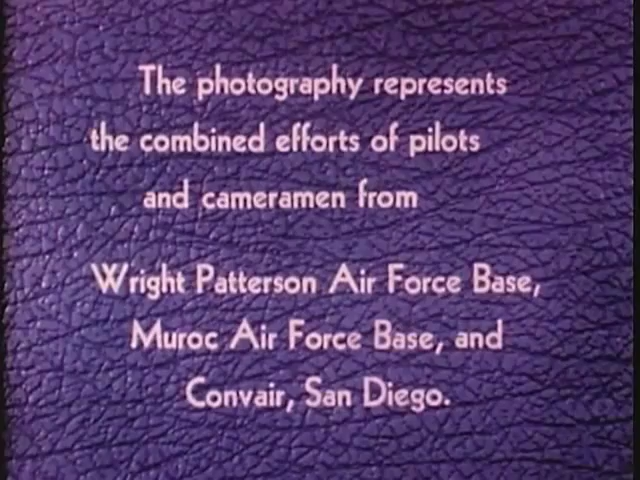 The photography represents
the combined efforts of pilots
and cameramen from
Wright Patterson Air Force Base,
Muroc Air Force Base, and
Convair, San Diego.